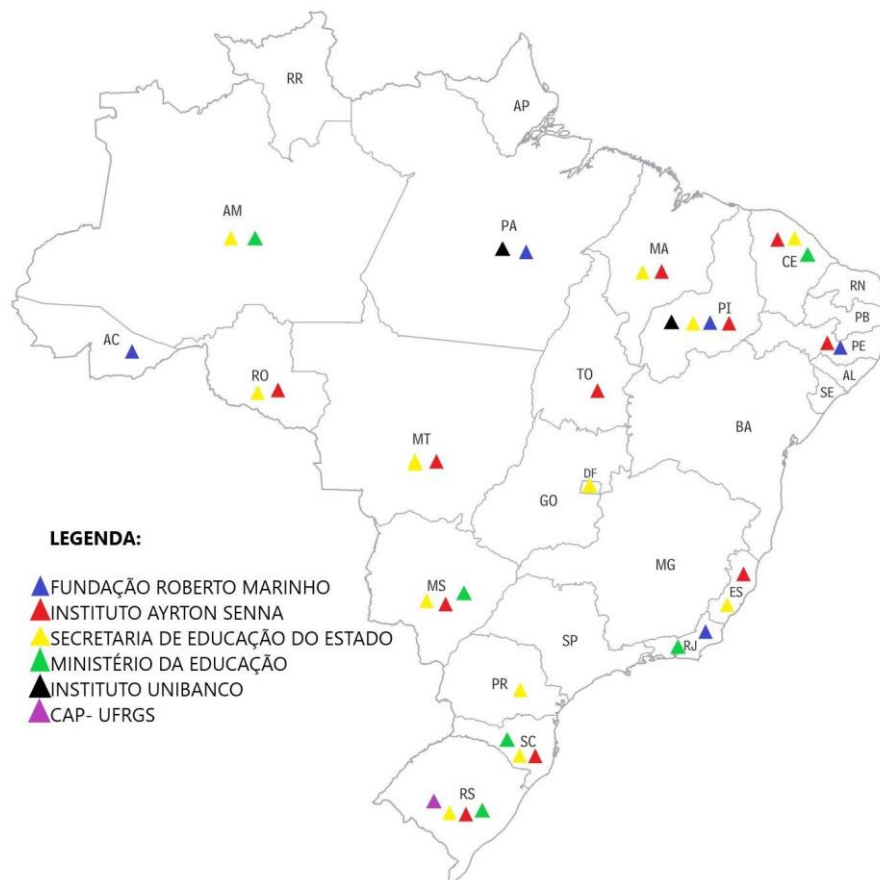 RR
AP
AM
PA
MA
CE
RN
PI
PB
PE
AC
AL
RO
TO
SE
BA
MT
DF
GO
LEGENDA:
MG
FUNDAÇÃO ROBERTO MARINHO
MS
ES
INSTITUTO AYRTON SENNA
SECRETARIA DE EDUCAÇÃO DO ESTADO
SP
RJ
MINISTÉRIO DA EDUCAÇÃO
PR
INSTITUTO UNIBANCO
CAP- UFRGS
SC
RS